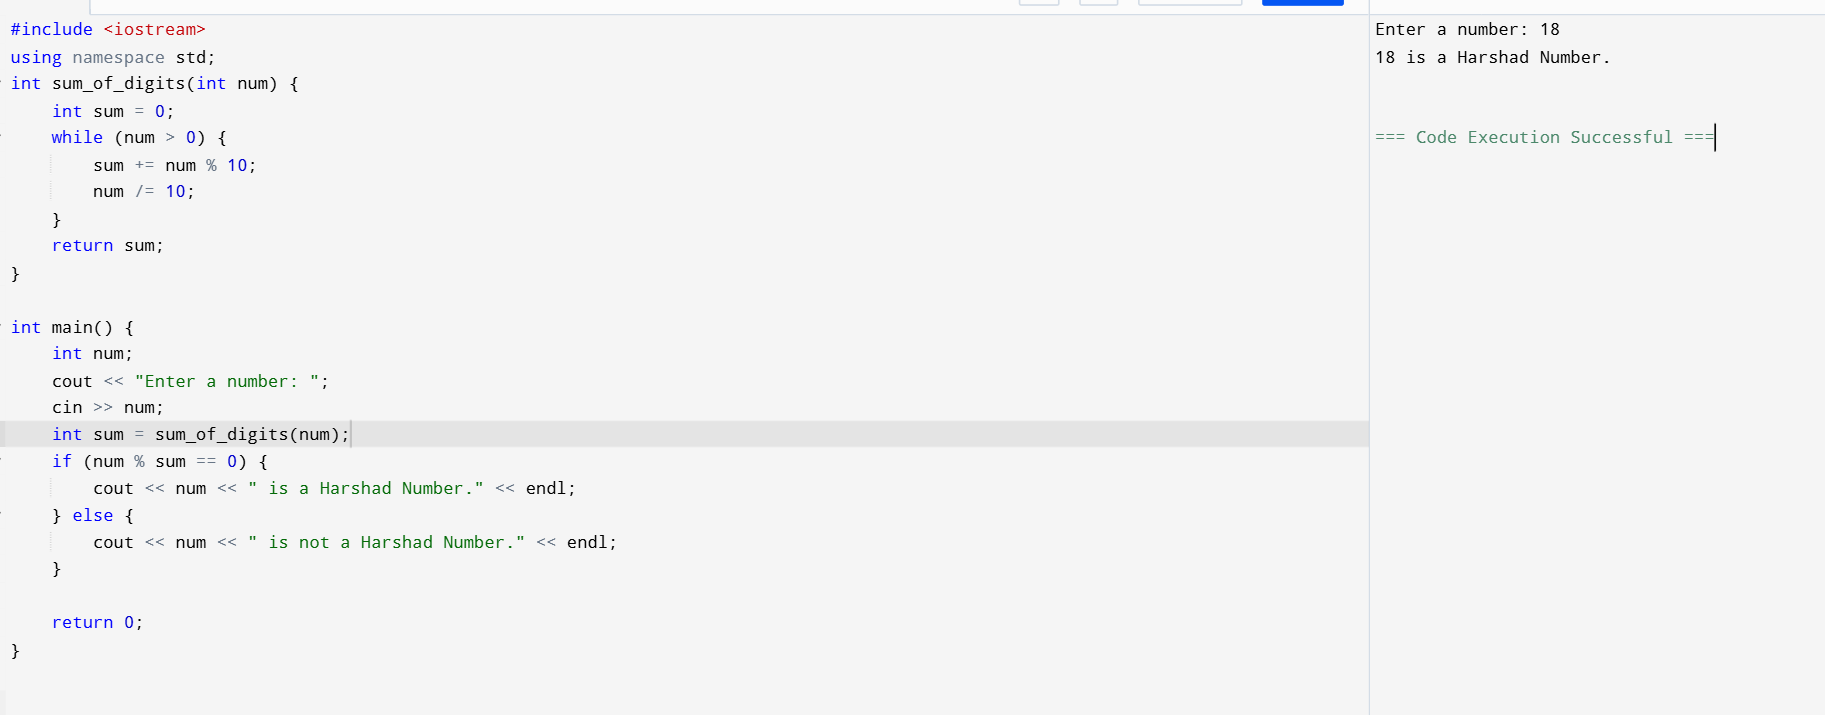 #include <iostream>
using namespace std;
int sum_of_digits(int num) {
    int sum = 0;
    while (num > 0) {
        sum += num % 10;
        num /= 10;
    }
    return sum;
}

int main() {
    int num;
    cout << "Enter a number: ";
    cin >> num;
    int sum = sum_of_digits(num);
    if (num % sum == 0) {
        cout << num << " is a Harshad Number." << endl;
    } else {
        cout << num << " is not a Harshad Number." << endl;
    }

    return 0;
}
Enter a number: 18
18 is a Harshad Number.
=== Code Execution Successful ===